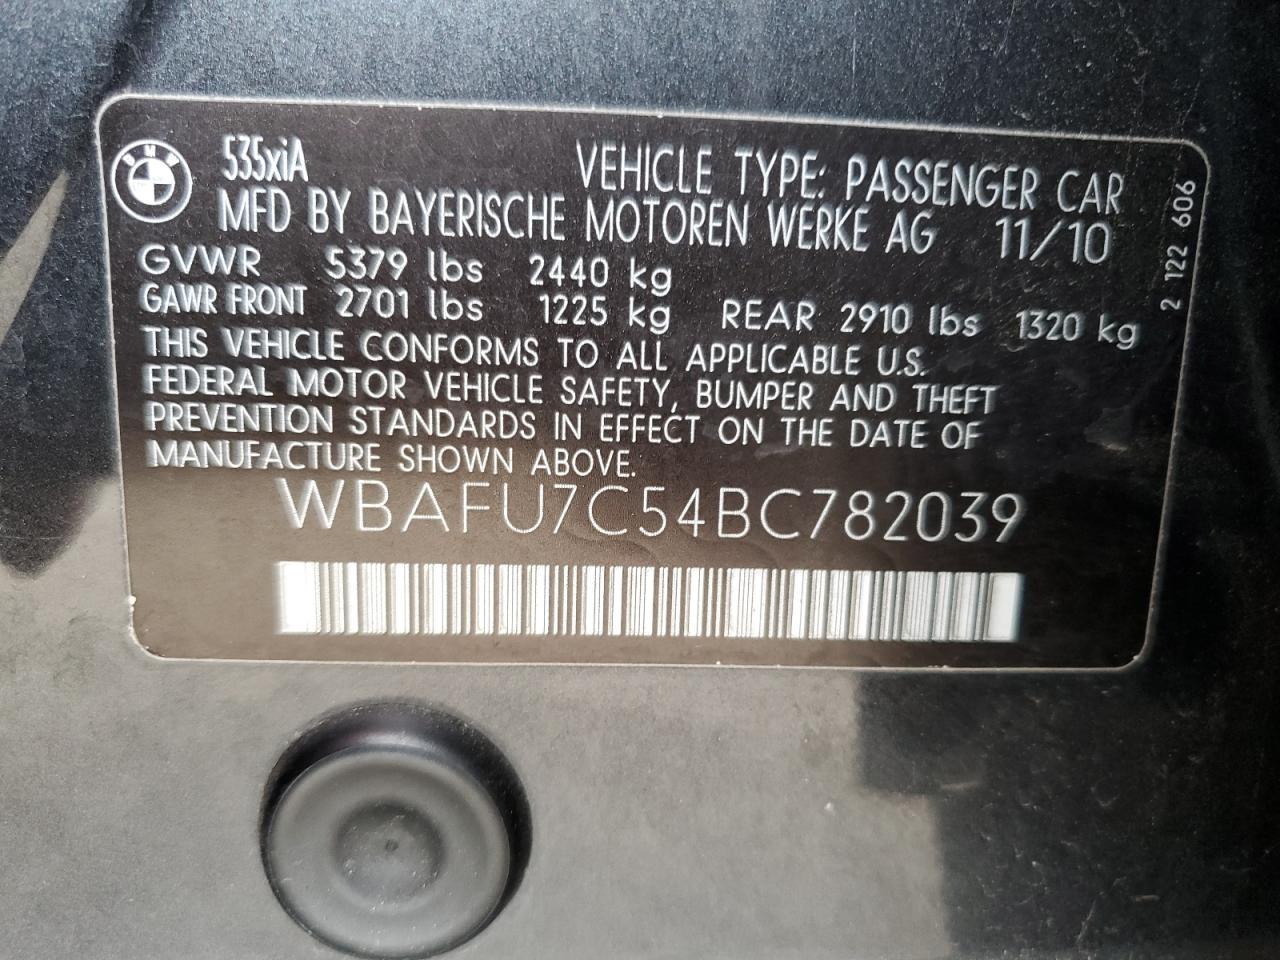 BMW
535xiA VEHICLE TYPE: PASSENGER CAR
MFD BY BAYERISCHE MOTOREN WERKE AG 11/10
GVWR 5379 lbs 2440 kg
GAWR FRONT 2701 lbs 1225 kg REAR 2910 lbs 1320 kg
THIS VEHICLE CONFORMS TO ALL APPLICABLE U.S.
FEDERAL MOTOR VEHICLE SAFETY, BUMPER AND THEFT
PREVENTION STANDARDS IN EFFECT ON THE DATE OF
MANUFACTURE SHOWN ABOVE.
WBAFU7C54BC782039
2 122 606